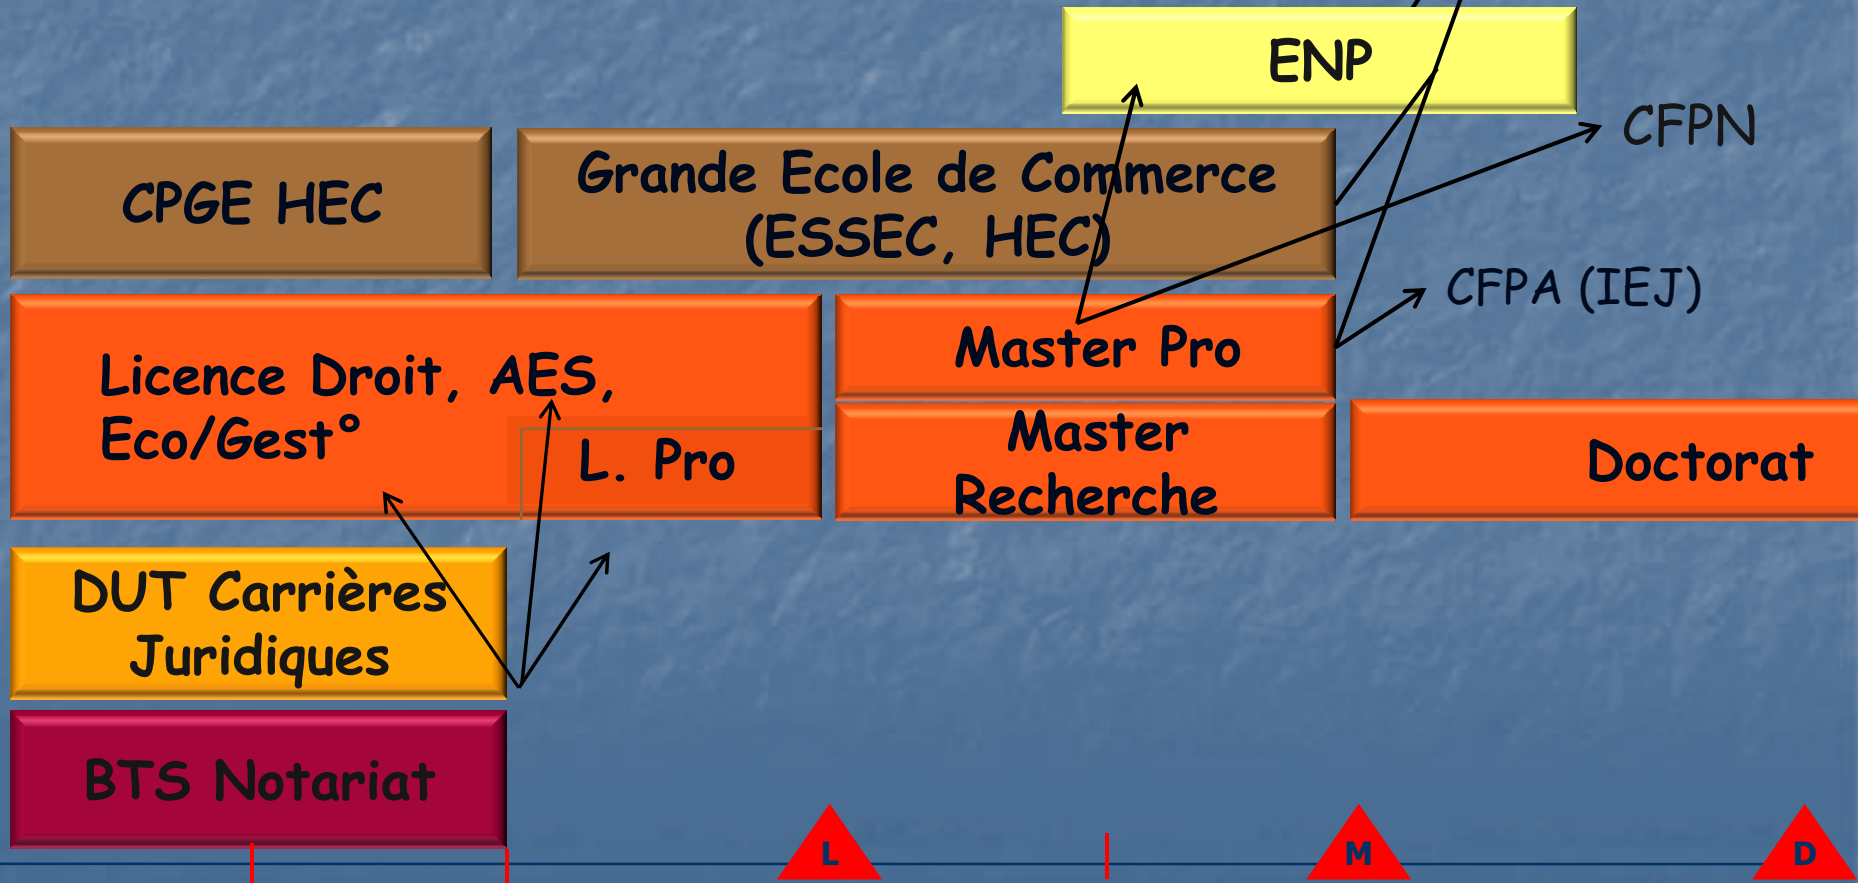 ENP
CFPN
CPGE HEC
Grande Ecole de Commerce
(ESSEC, HEC)
CFPA (IEJ)
Licence Droit, AES,
Eco/Gest°
L. Pro
Master Pro
Master
Recherche
Doctorat
DUT Carrières
Juridiques
BTS Notariat
L
M
D